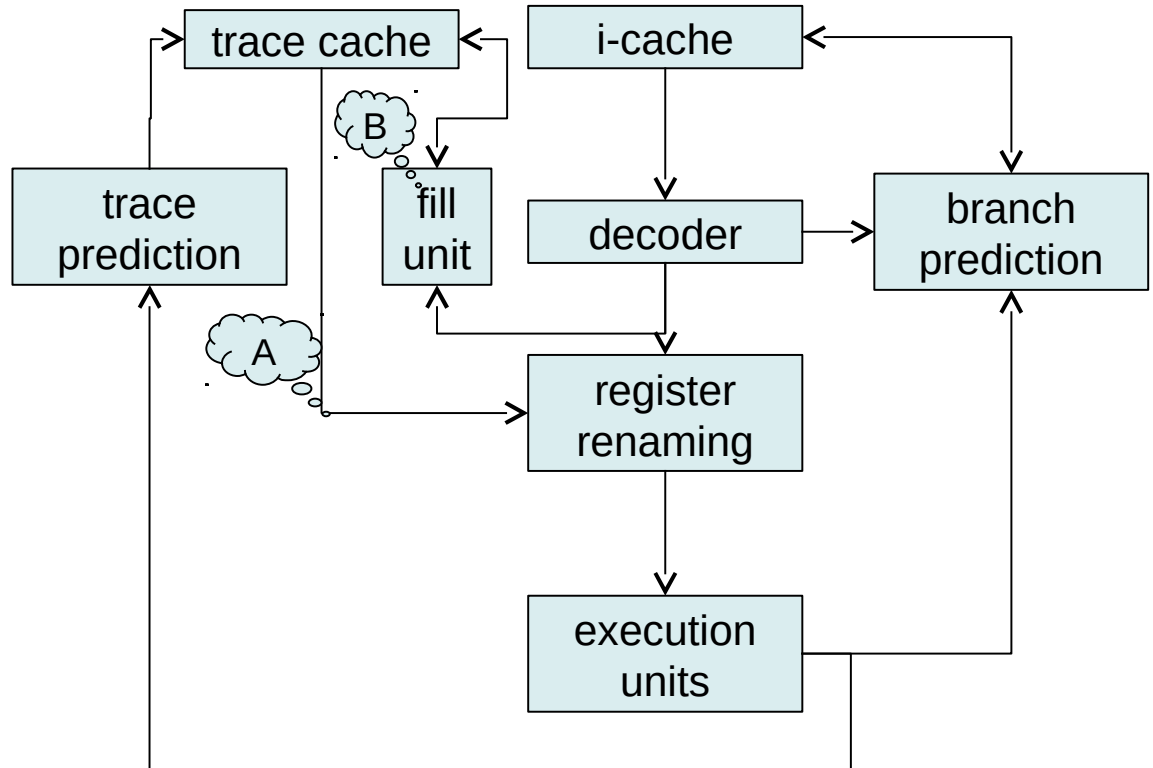 trace cache
i-cache
B
trace
prediction
fill
unit
decoder
branch
prediction
A
register
renaming
execution
units